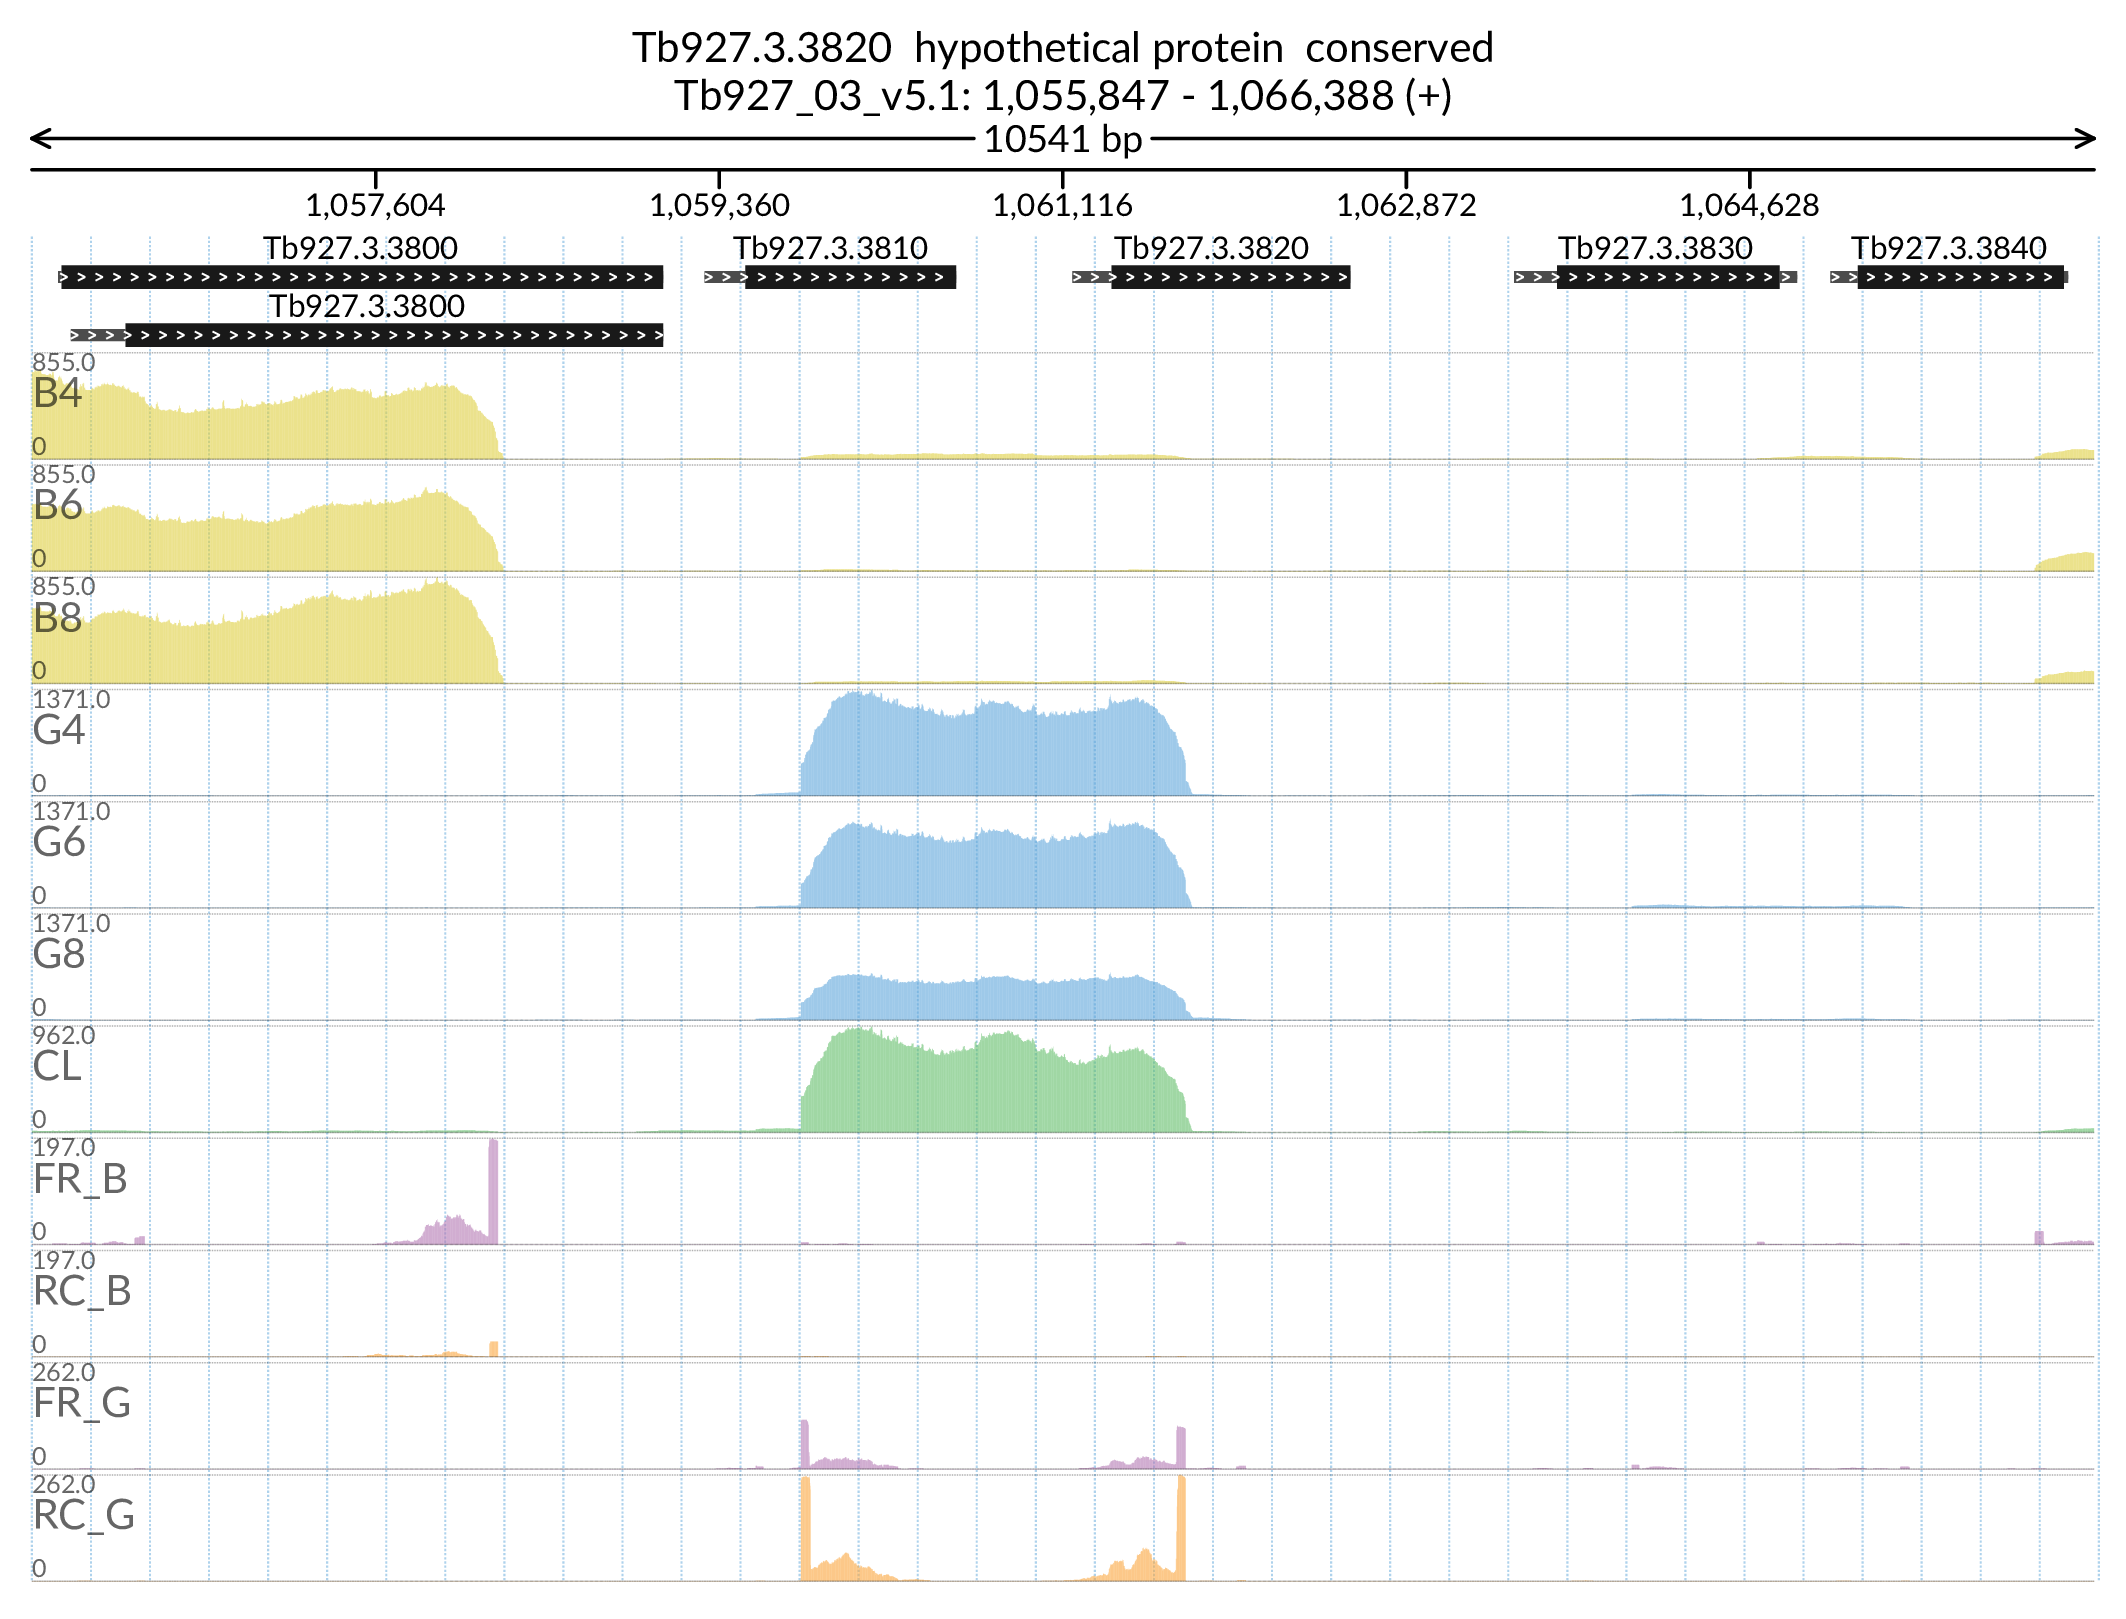 Tb927.3.3820 hypothetical protein conserved
Tb927_03_v5.1: 1,055,847 - 1,066,388 (+)
10541 bp
1,057,604 1,059,360 1,061,116 1,062,872 1,064,628
Tb927.3.3800 Tb927.3.3810 Tb927.3.3820 Tb927.3.3830 Tb927.3.3840
Tb927.3.3800
855.0
B4
0
855.0
B6
0
855.0
B8
0
1371.0
G4
0
1371.0
G6
0
1371.0
G8
0
962.0
CL
0
197.0
FR_B
0
197.0
RC_B
0
262.0
FR_G
0
262.0
RC_G
0